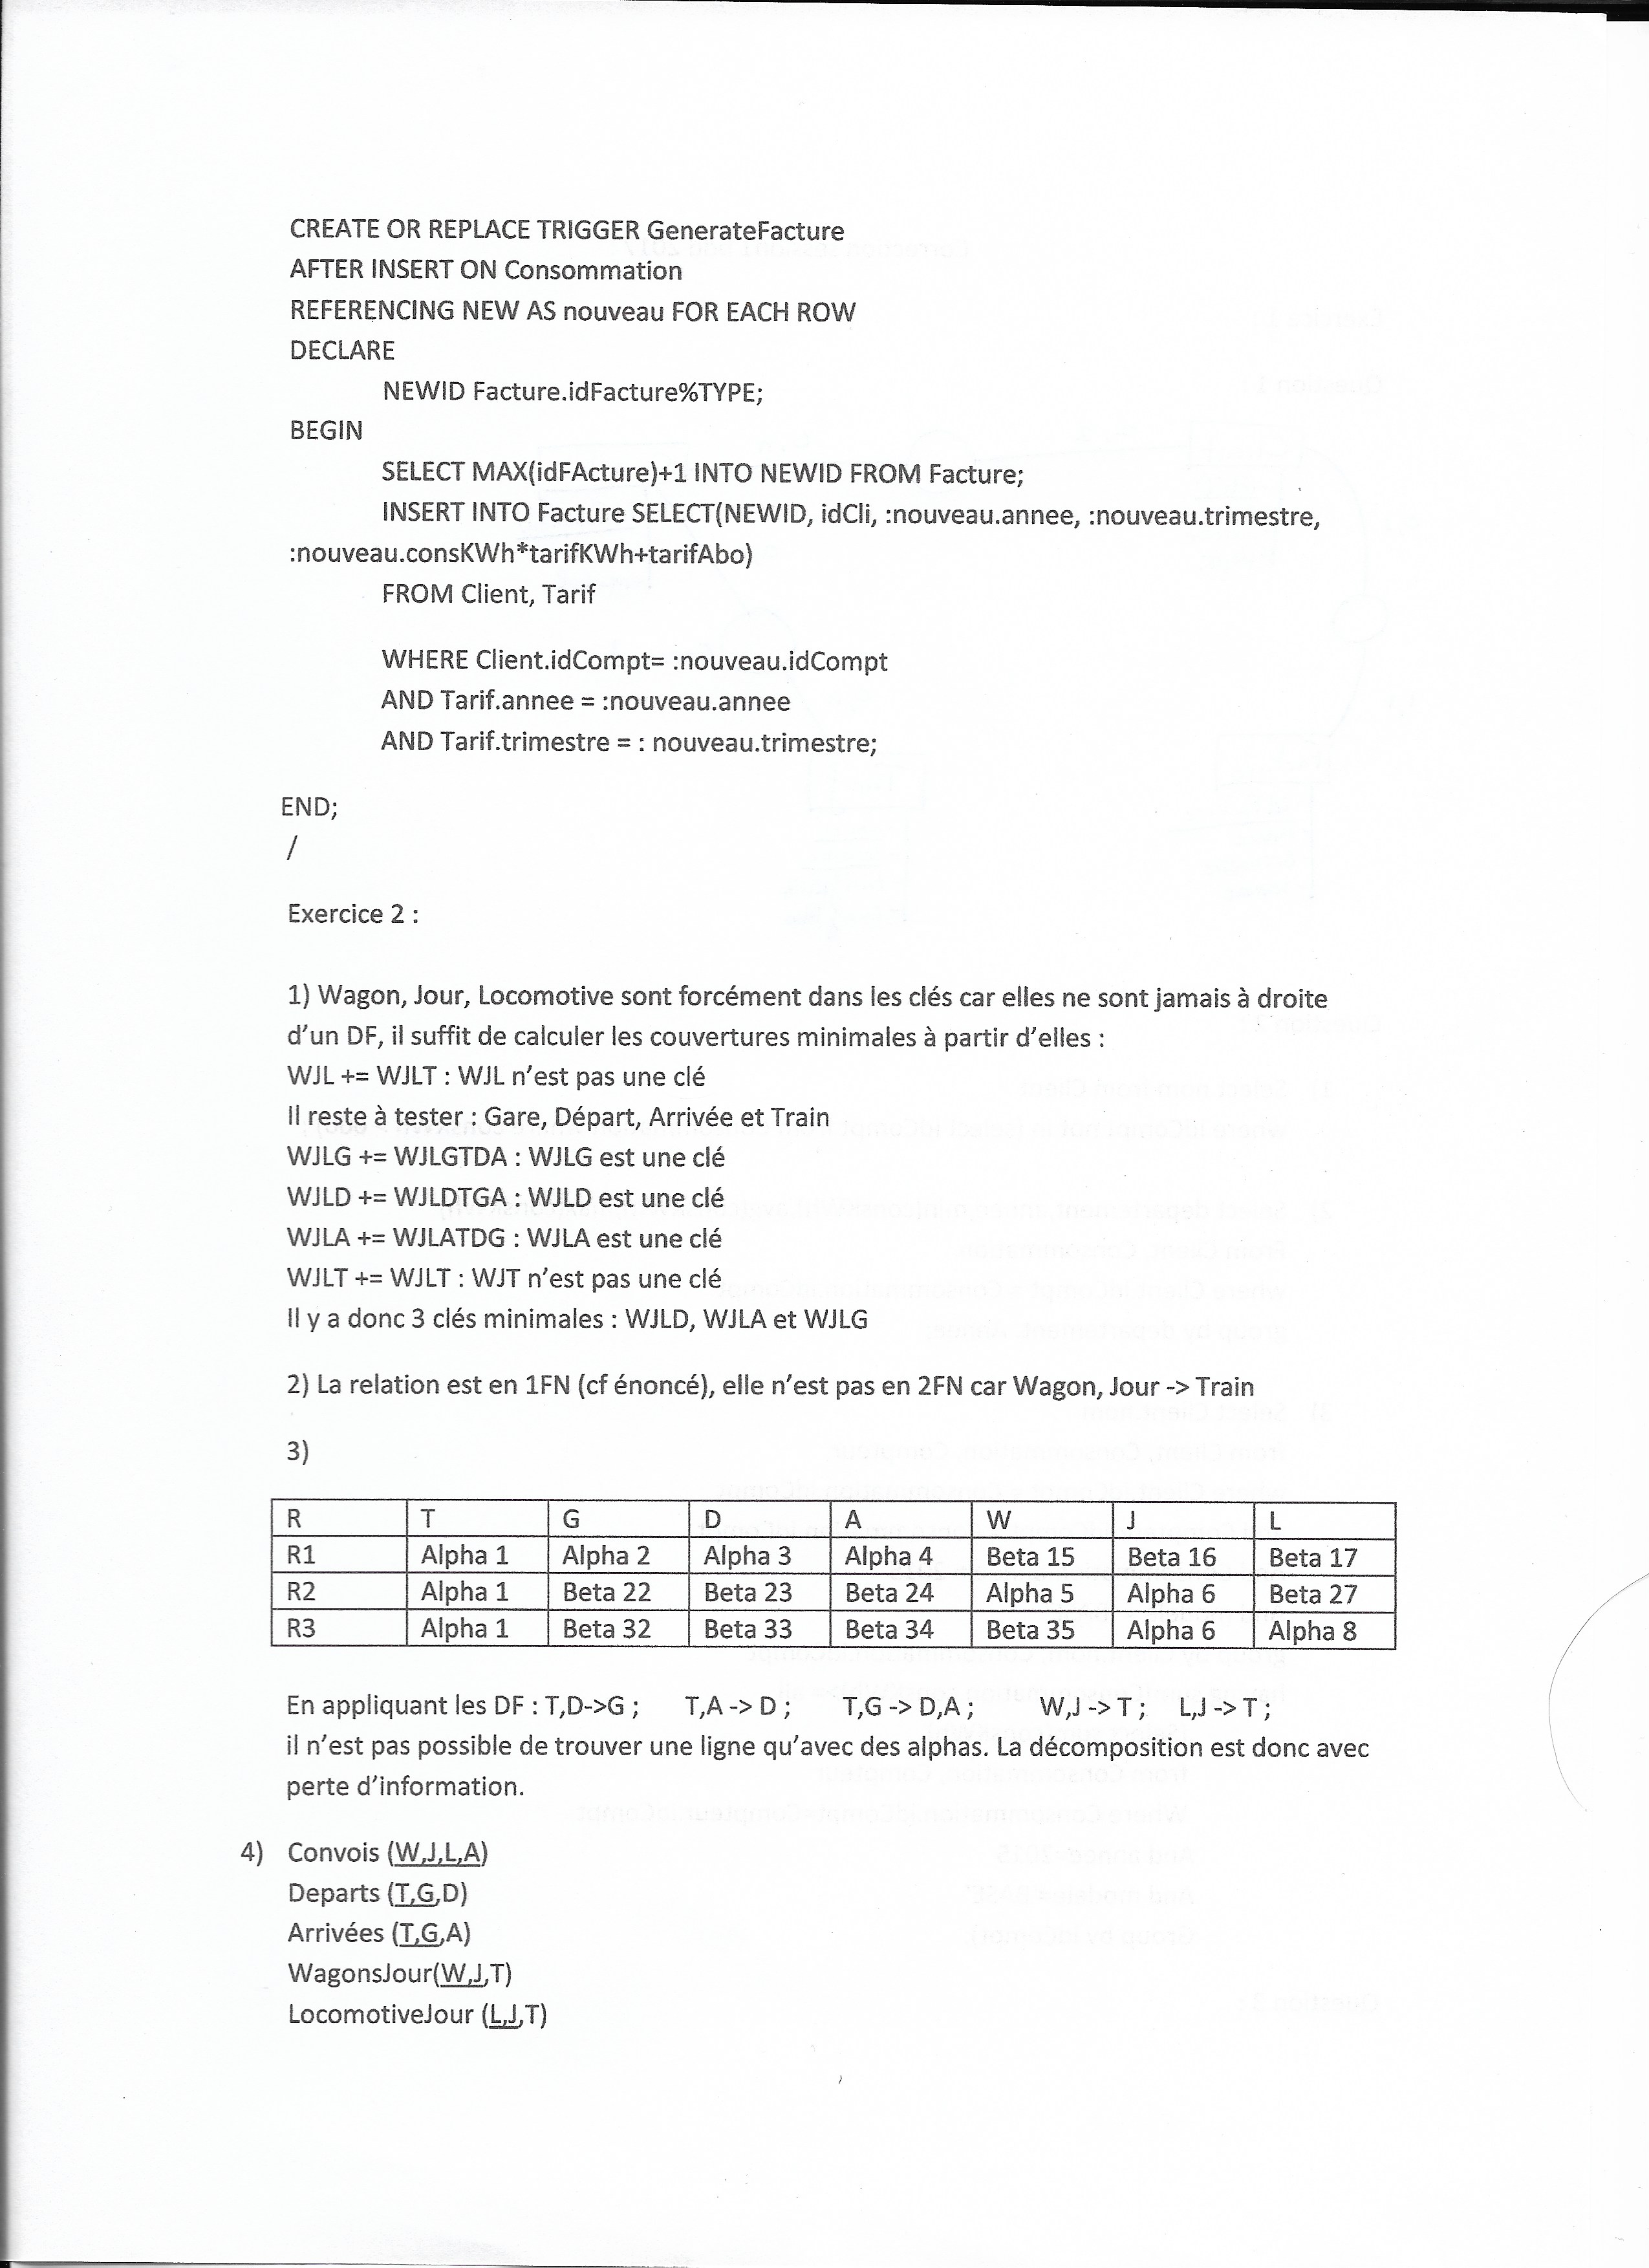 CREATE OR REPLACE TRIGGER GenerateFacture
AFTER INSERT ON Consommation
REFERENCING NEW AS nouveau FOR EACH ROW
DECLARE
NEWID Facture.idFacture%TYPE;
BEGIN
SELECT MAX(idFActure)+1 INTO NEWID FROM Facture;
INSERT INTO Facture SELECT(NEWID, idCli, :nouveau.annee, :nouveau.trimestre,
:nouveau.consKWh*tarifKWh+tarifAbo)
FROM Client, Tarif
WHERE Client.idCompt= :nouveau.idCompt
AND Tarif.annee = :nouveau.annee
AND Tarif.trimestre = : nouveau.trimestre;
END;
/
Exercice 2 :
1) Wagon, Jour, Locomotive sont forcément dans les clés car elles ne sont jamais à droite
d'un DF, il suffit de calculer les couvertures minimales à partir d'elles :
WJL += WJLT : WJL n'est pas une clé
Il reste à tester : Gare, Départ, Arrivée et Train
WJLG += WJLGTDA : WJLG est une clé
WJLD += WJLDTGA : WJLD est une clé
WJLA += WJLATDG : WJLA est une clé
WJLT += WJLT : WJT n'est pas une clé
Il y a donc 3 clés minimales : WJLD, WJLA et WJLG
2) La relation est en 1FN (cf énoncé), elle n'est pas en 2FN car Wagon, Jour -> Train
3)
R T G D A W J L
R1 Alpha 1 Alpha 2 Alpha 3 Alpha 4 Beta 15 Beta 16 Beta 17
R2 Alpha 1 Beta 22 Beta 23 Beta 24 Alpha 5 Alpha 6 Beta 27
R3 Alpha 1 Beta 32 Beta 33 Beta 34 Beta 35 Alpha 6 Alpha 8
En appliquant les DF : T,D->G ; T,A -> D ; T,G -> D,A ; W,J -> T ; L,J -> T ;
il n'est pas possible de trouver une ligne qu'avec des alphas. La décomposition est donc avec
perte d'information.
4) Convois (W,J,L,A)
Departs (T,G,D)
Arrivées (T,G,A)
WagonsJour(W,J,T)
LocomotiveJour (L,J,T)